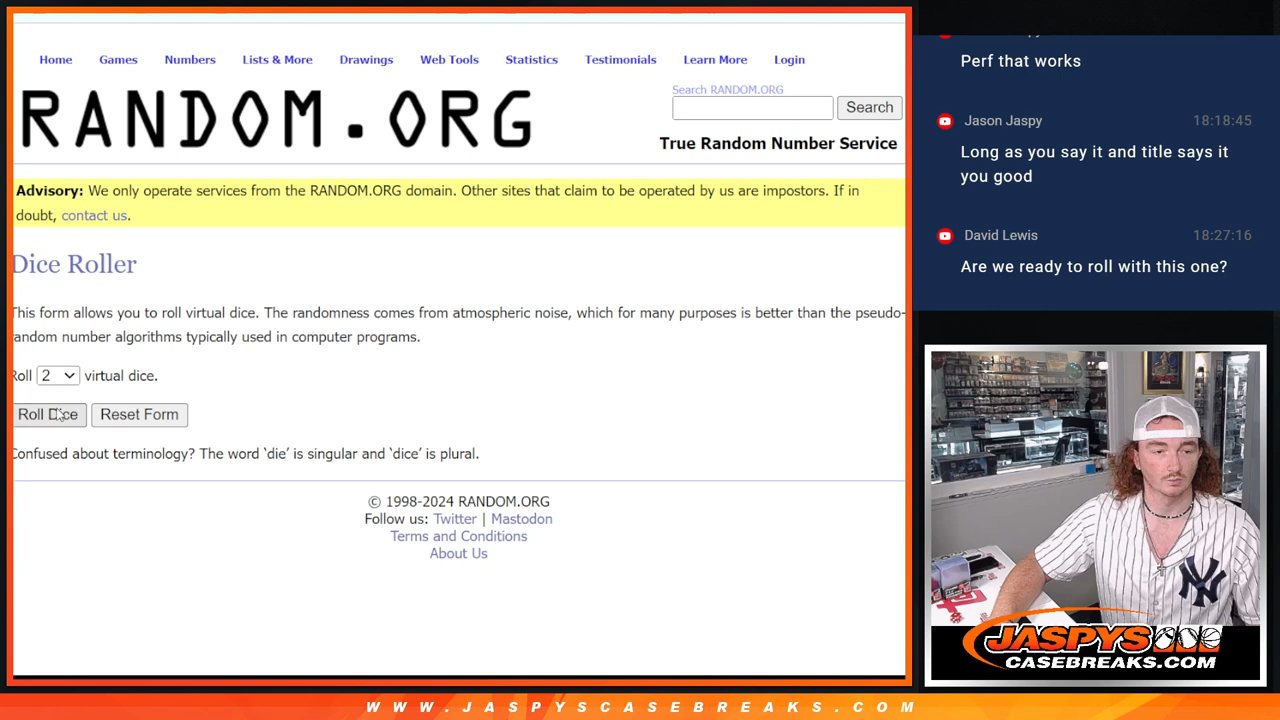 Home Games Numbers Lists & More Drawings Web Tools Statistics Testimonials Learn More Login
RANDOM.ORG
Search RANDOM.ORG
Search
True Random Number Service
Advisory: We only operate services from the RANDOM.ORG domain. Other sites that claim to be operated by us are impostors. If in
doubt, contact us.
Dice Roller
This form allows you to roll virtual dice. The randomness comes from atmospheric noise, which for many purposes is better than the pseudo-
random number algorithms typically used in computer programs.
Roll 2 virtual dice.
Roll Dice Reset Form
Confused about terminology? The word ‘die’ is singular and ‘dice’ is plural.
© 1998-2024 RANDOM.ORG
Follow us: Twitter | Mastodon
Terms and Conditions
About Us
Perf that works
Jason Jaspy 18:18:45
Long as you say it and title says it
you good
David Lewis 18:27:16
Are we ready to roll with this one?
NY
JASPYS
CASEBREAKS.COM
WWW.JASPYSCASEBREAKS.COM